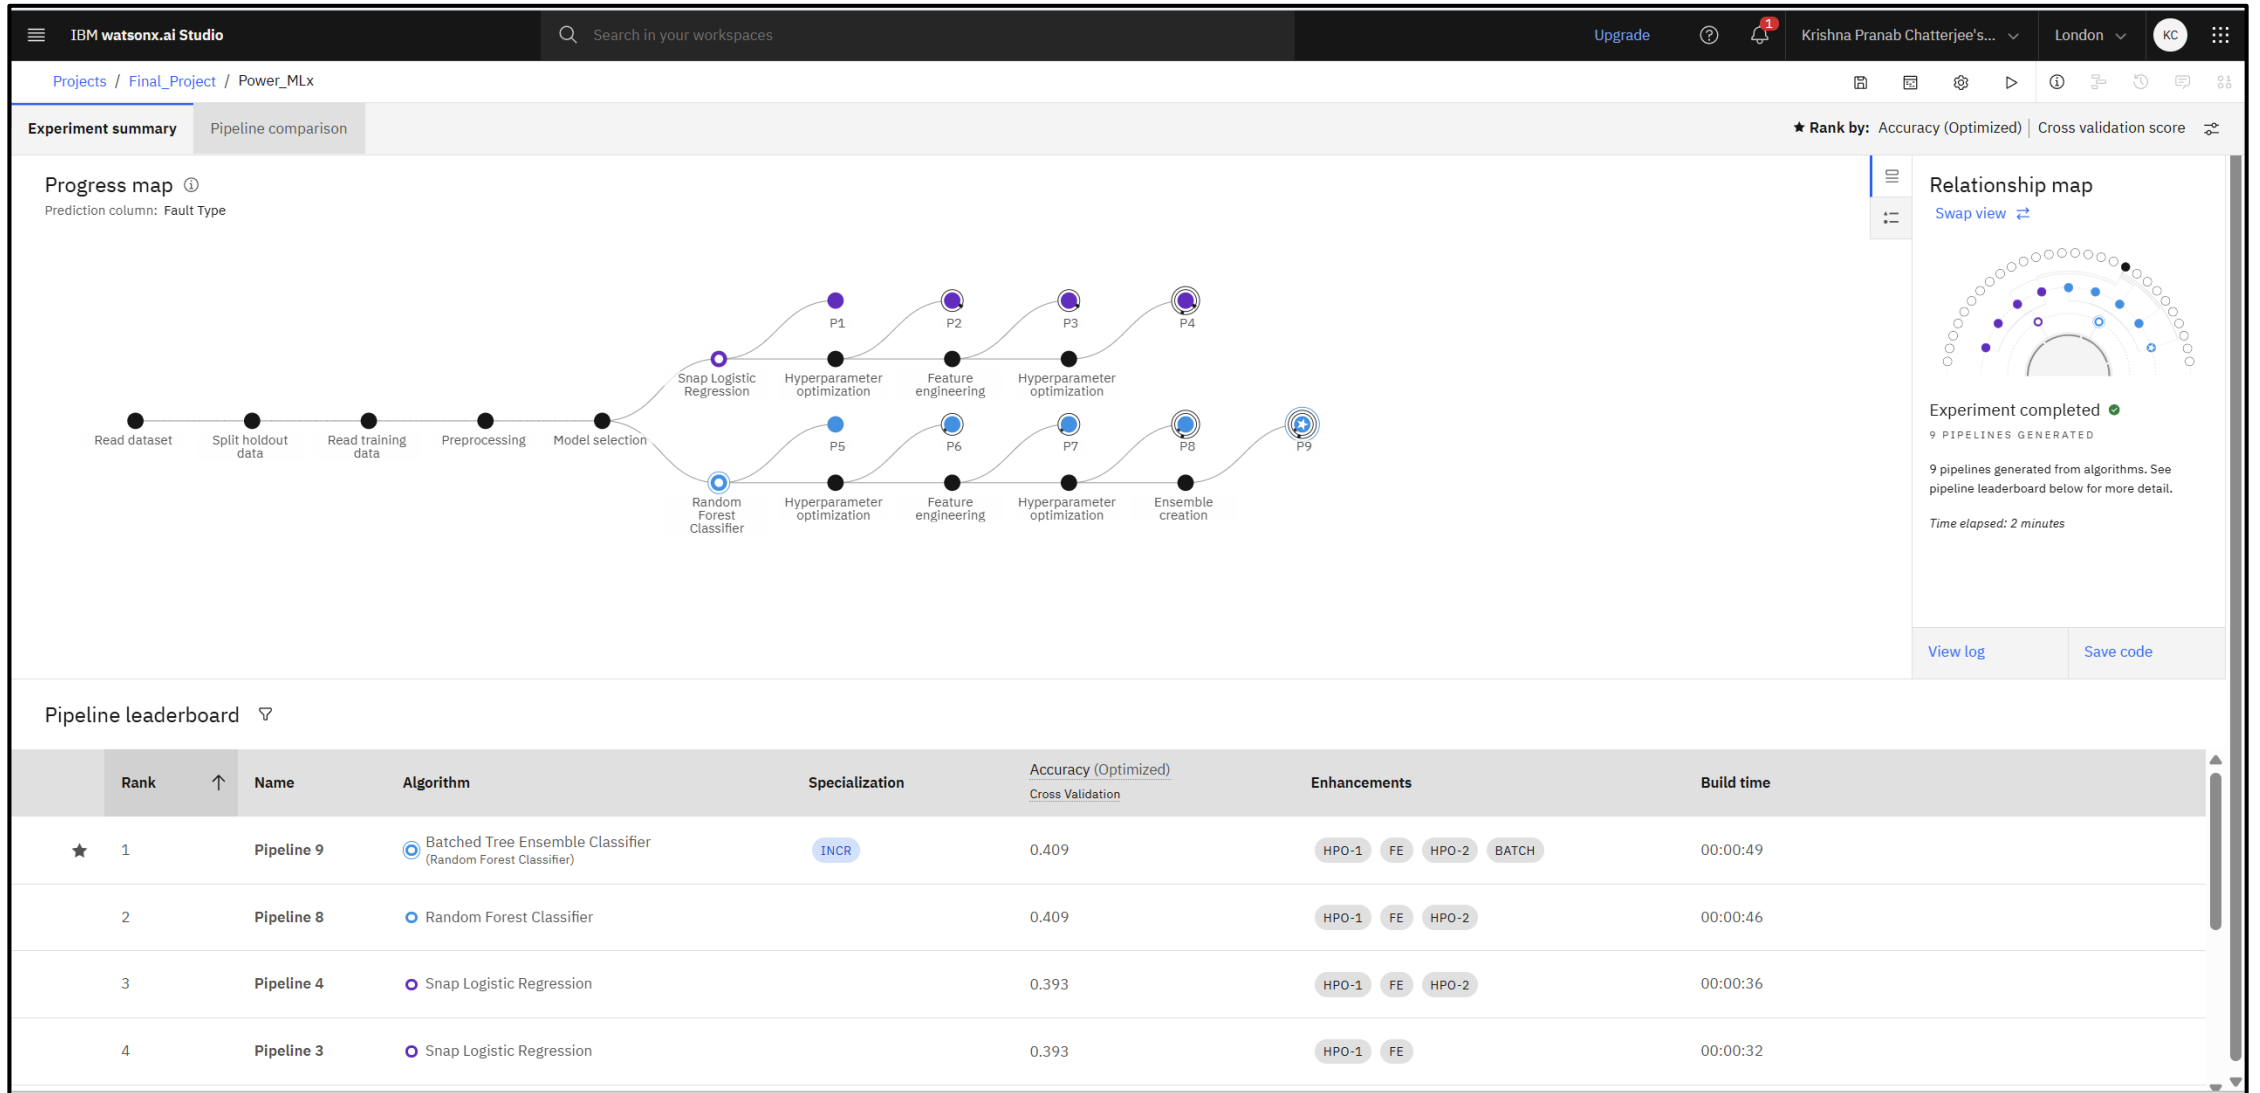 IBM watsonx.ai Studio
Search in your workspaces
Upgrade
1
Krishna Pranab Chatterjee's...
London
KC
Projects / Final_Project / Power_MLx
Experiment summary
Pipeline comparison
★ Rank by: Accuracy (Optimized) | Cross validation score
Progress map
Prediction column: Fault Type
P1
P2
P3
P4
Snap Logistic
Regression
Hyperparameter
optimization
Feature
engineering
Hyperparameter
optimization
Read dataset
Split holdout
data
Read training
data
Preprocessing
Model selection
P5
P6
P7
P8
P9
Random
Forest
Classifier
Hyperparameter
optimization
Feature
engineering
Hyperparameter
optimization
Ensemble
creation
Relationship map
Swap view
Experiment completed
9 PIPELINES GENERATED
9 pipelines generated from algorithms. See
pipeline leaderboard below for more detail.
Time elapsed: 2 minutes
View log
Save code
Pipeline leaderboard
Rank
Name
Algorithm
Specialization
Accuracy (Optimized)
Cross Validation
Enhancements
Build time
1
Pipeline 9
Batched Tree Ensemble Classifier
(Random Forest Classifier)
INCR
0.409
HPO-1 FE HPO-2 BATCH
00:00:49
2
Pipeline 8
Random Forest Classifier
0.409
HPO-1 FE HPO-2
00:00:46
3
Pipeline 4
Snap Logistic Regression
0.393
HPO-1 FE HPO-2
00:00:36
4
Pipeline 3
Snap Logistic Regression
0.393
HPO-1 FE
00:00:32